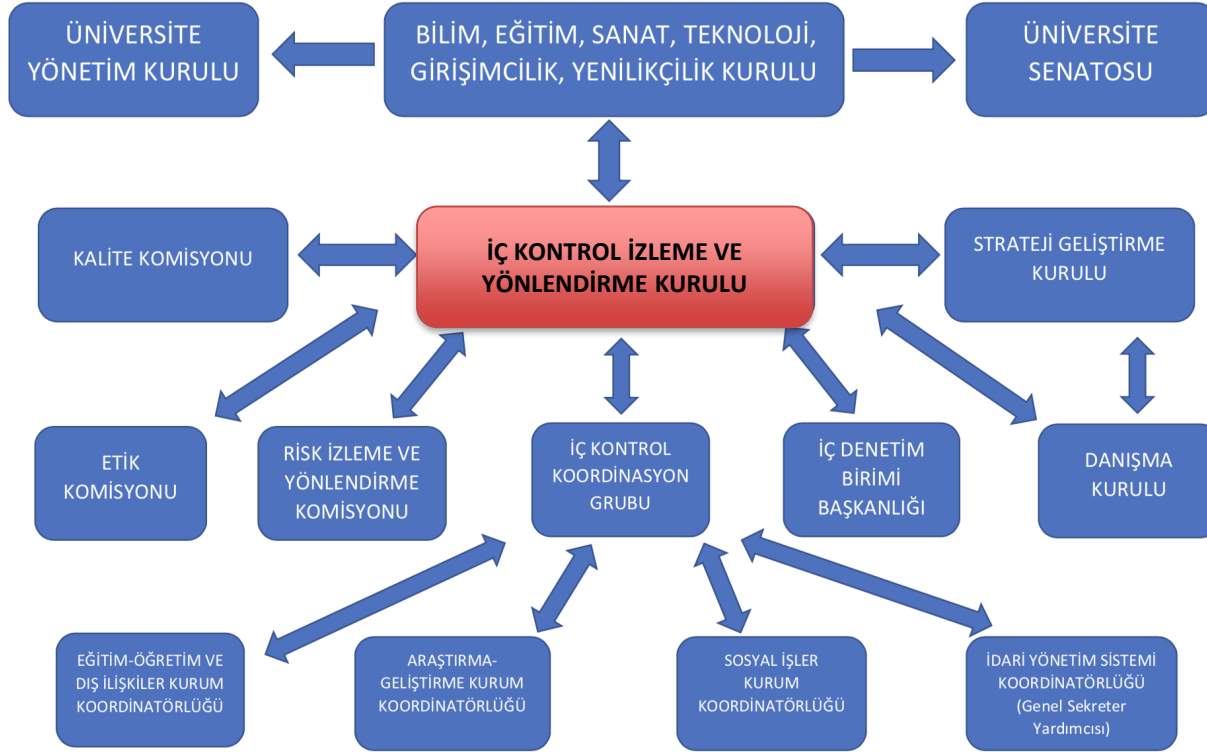 ÜNİVERSİTE
YÖNETİM KURULU
BİLİM, EĞİTİM, SANAT, TEKNOLOJİ,
GİRİŞİMCİLİK, YENİLİKÇİLİK KURULU
ÜNİVERSİTE
SENATOSU
KALİTE KOMİSYONU
İÇ KONTROL İZLEME VE
YÖNLENDİRME KURULU
STRATEJİ GELİŞTİRME
KURULU
ETİK
KOMİSYONU
RİSK İZLEME VE
YÖNLENDİRME
KOMİSYONU
İÇ KONTROL
KOORDİNASYON
GRUBU
İÇ DENETİM
BİRİMİ
BAŞKANLIĞI
DANIŞMA
KURULU
EĞİTİM-ÖĞRETİM VE
DIŞ İLİŞKİLER KURUM
KOORDİNATÖRLÜĞÜ
ARAŞTIRMA-
GELİŞTİRME KURUM
KOORDİNATÖRLÜĞÜ
SOSYAL İŞLER
KURUM
KOORDİNATÖRLÜĞÜ
İDARİ YÖNETİM SİSTEMİ
KOORDİNATÖRLÜĞÜ
(Genel Sekreter
Yardımcısı)